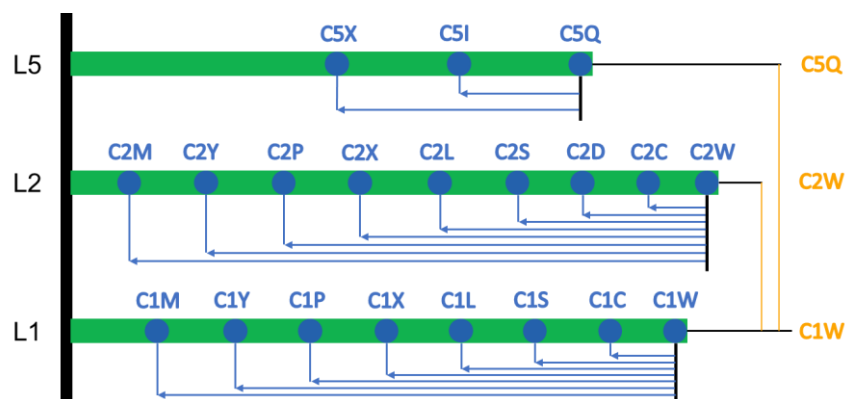 C5X C5I C5Q
L5 C5Q
C2M C2Y C2P C2X C2L C2S C2D C2C C2W
L2 C2W
C1M C1Y C1P C1X C1L C1S C1C C1W
L1 C1W